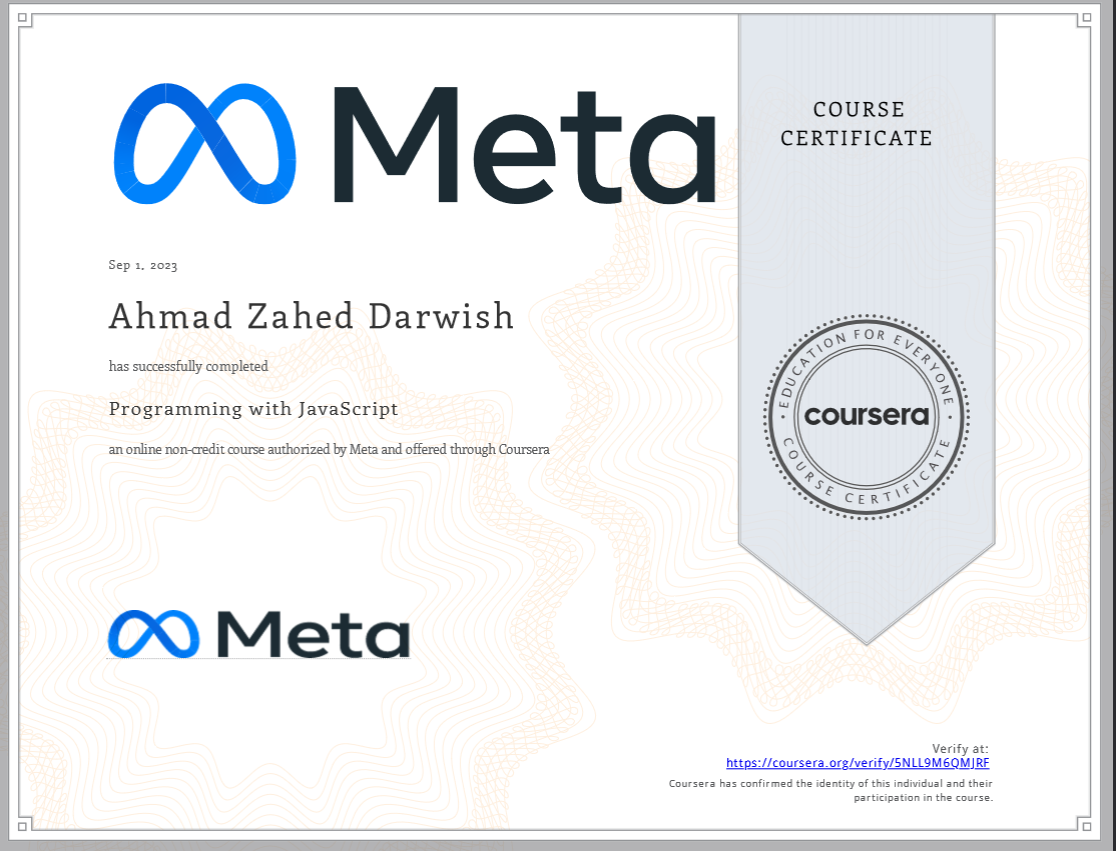 Meta
COURSE
CERTIFICATE
Sep 1, 2023
Ahmad Zahed Darwish
has successfully completed
Programming with JavaScript
an online non-credit course authorized by Meta and offered through Coursera
EDUCATION FOR EVERYONE
coursera
COURSE CERTIFICATE
Meta
Verify at:
https://coursera.org/verify/5NLL9M6QMJRF
Coursera has confirmed the identity of this individual and their
participation in the course.